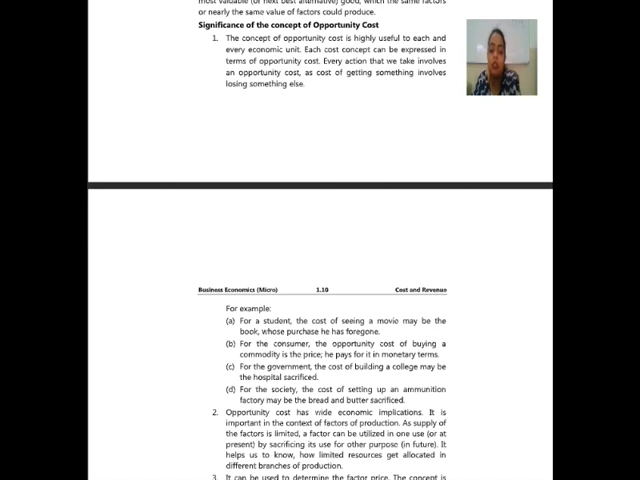 most valuable (or next best alternative) good, which the same factors
or nearly the same value of factors could produce.
Significance of the concept of Opportunity Cost
1. The concept of opportunity cost is highly useful to each and
every economic unit. Each cost concept can be expressed in
terms of opportunity cost. Every action that we take involves
an opportunity cost, as cost of getting something involves
losing something else.
Business Economics (Micro) 1.10 Cost and Revenue
For example:
(a) For a student, the cost of seeing a movie may be the
book, whose purchase he has foregone.
(b) For the consumer, the opportunity cost of buying a
commodity is the price; he pays for it in monetary terms.
(c) For the government, the cost of building a college may be
the hospital sacrificed.
(d) For the society, the cost of setting up an ammunition
factory may be the bread and butter sacrificed.
2. Opportunity cost has wide economic implications. It is
important in the context of factors of production. As supply of
the factors is limited, a factor can be utilized in one use (or at
present) by sacrificing its use for other purpose (in future). It
helps us to know, how limited resources get allocated in
different branches of production.
3. It can be used to determine the factor price. The concept is